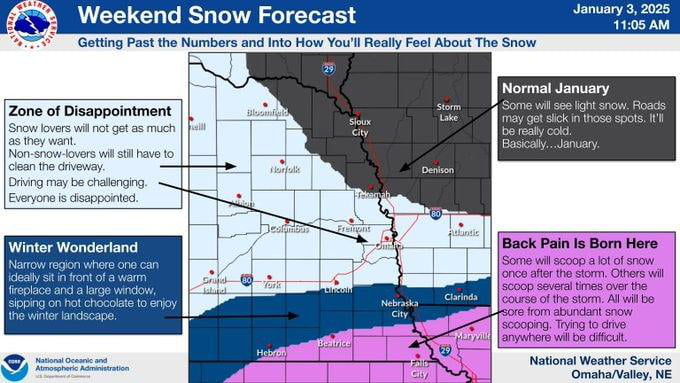 Weekend Snow Forecast
January 3, 2025
11:05 AM
Getting Past the Numbers and Into How You'll Really Feel About The Snow
Zone of Disappointment
Snow lovers will not get as much
as they want.
Non-snow-lovers will still have to
clean the driveway.
Driving may be challenging.
Everyone is disappointed.
Winter Wonderland
Narrow region where one can
ideally sit in front of a warm
fireplace and a large window,
sipping on hot chocolate to enjoy
the winter landscape.
29
Bloomfield
Sioux
City
Storm
Lake
neill
Norfolk
Denison
Albion
Tekamah
80
Columbus
Fremont
Omaha
Atlantic
Grand
Island
80
York
Lincoln
Nebraska
City
Clarinda
Hebron
Beatrice
Falls
City
29
Maryville
Normal January
Some will see light snow. Roads
may get slick in those spots. It'll
be really cold.
Basically…January.
Back Pain Is Born Here
Some will scoop a lot of snow
once after the storm. Others will
scoop several times over the
course of the storm. All will be
sore from abundant snow
scooping. Trying to drive
anywhere will be difficult.
NOAA
National Oceanic and
Atmospheric Administration
U.S. Department of Commerce
National Weather Service
Omaha/Valley, NE